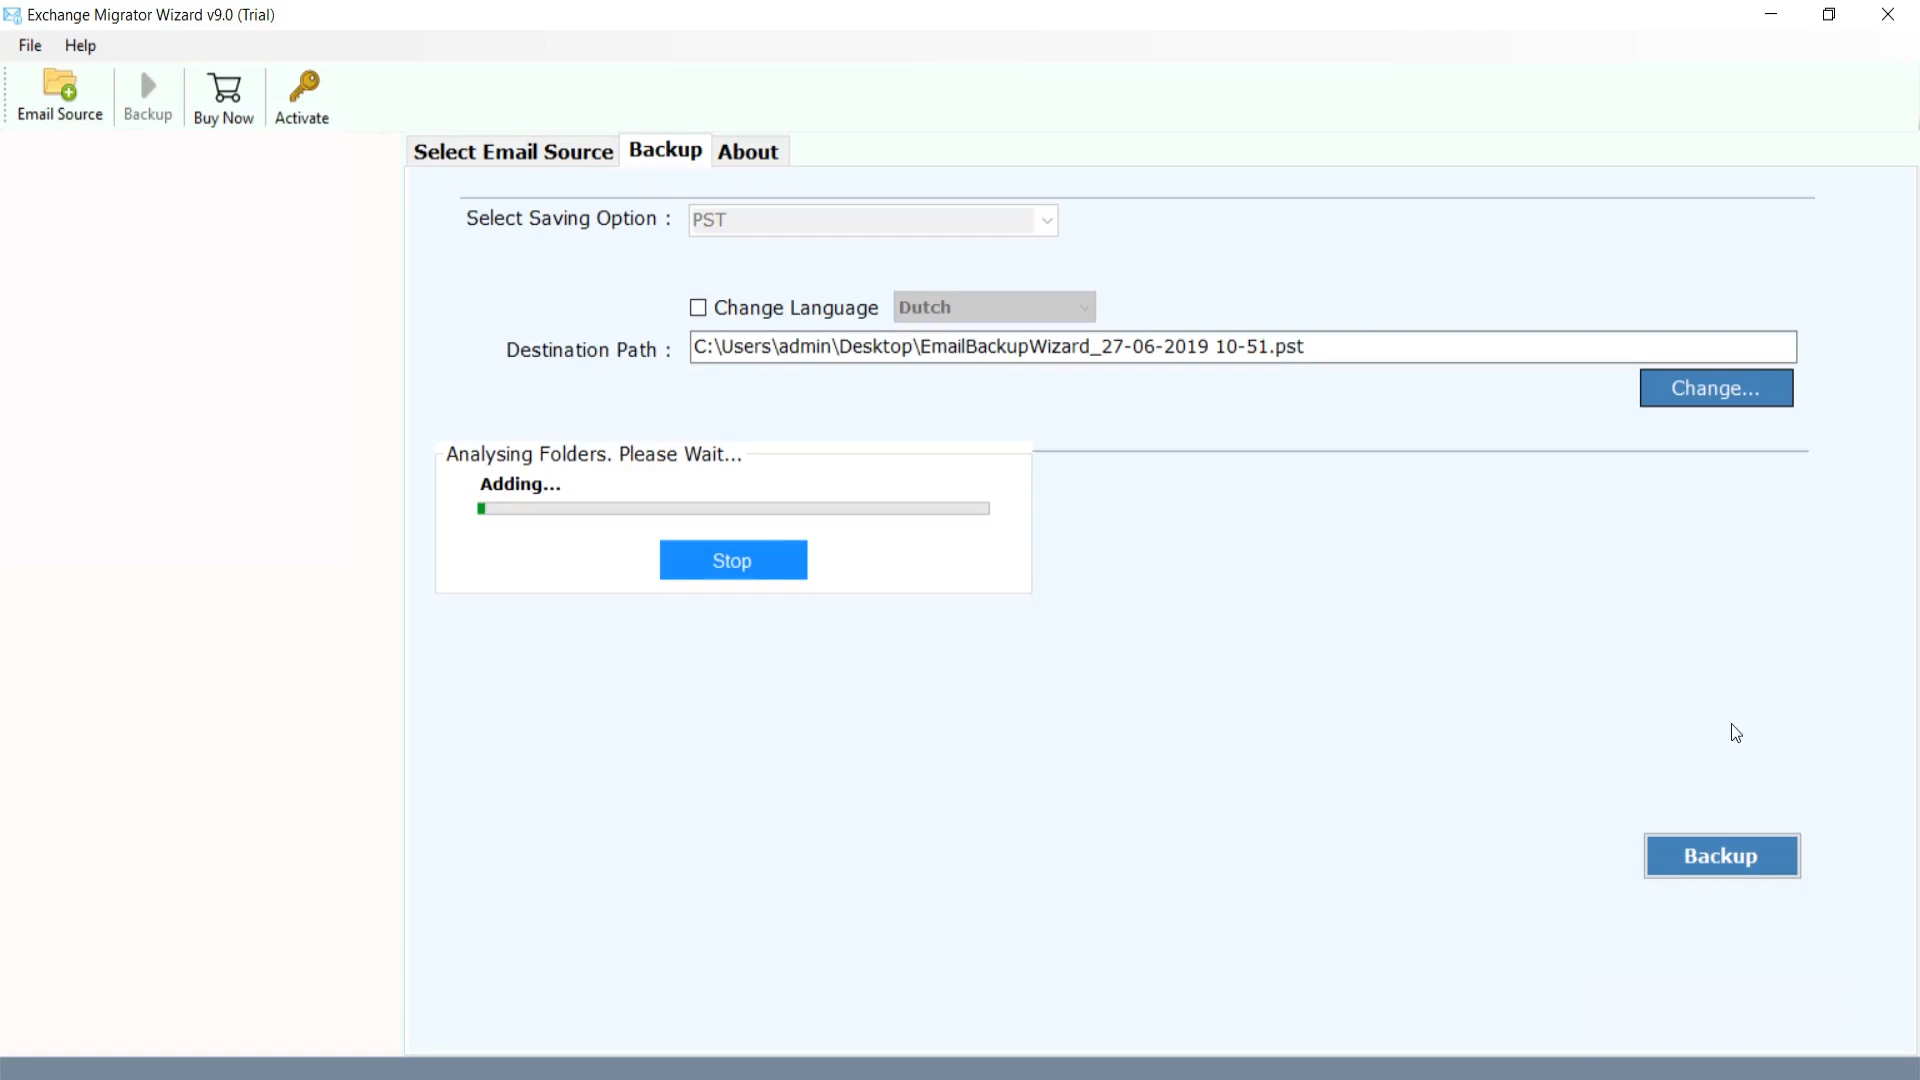 Exchange Migrator Wizard v9.0 (Trial)
File Help
Email Source Backup Buy Now Activate
Select Email Source Backup About
Select Saving Option : PST
Change Language Dutch
Destination Path : C:\Users\admin\Desktop\EmailBackupWizard_27-06-2019 10-51.pst
Change...
Analysing Folders. Please Wait...
Adding...
Stop
Backup